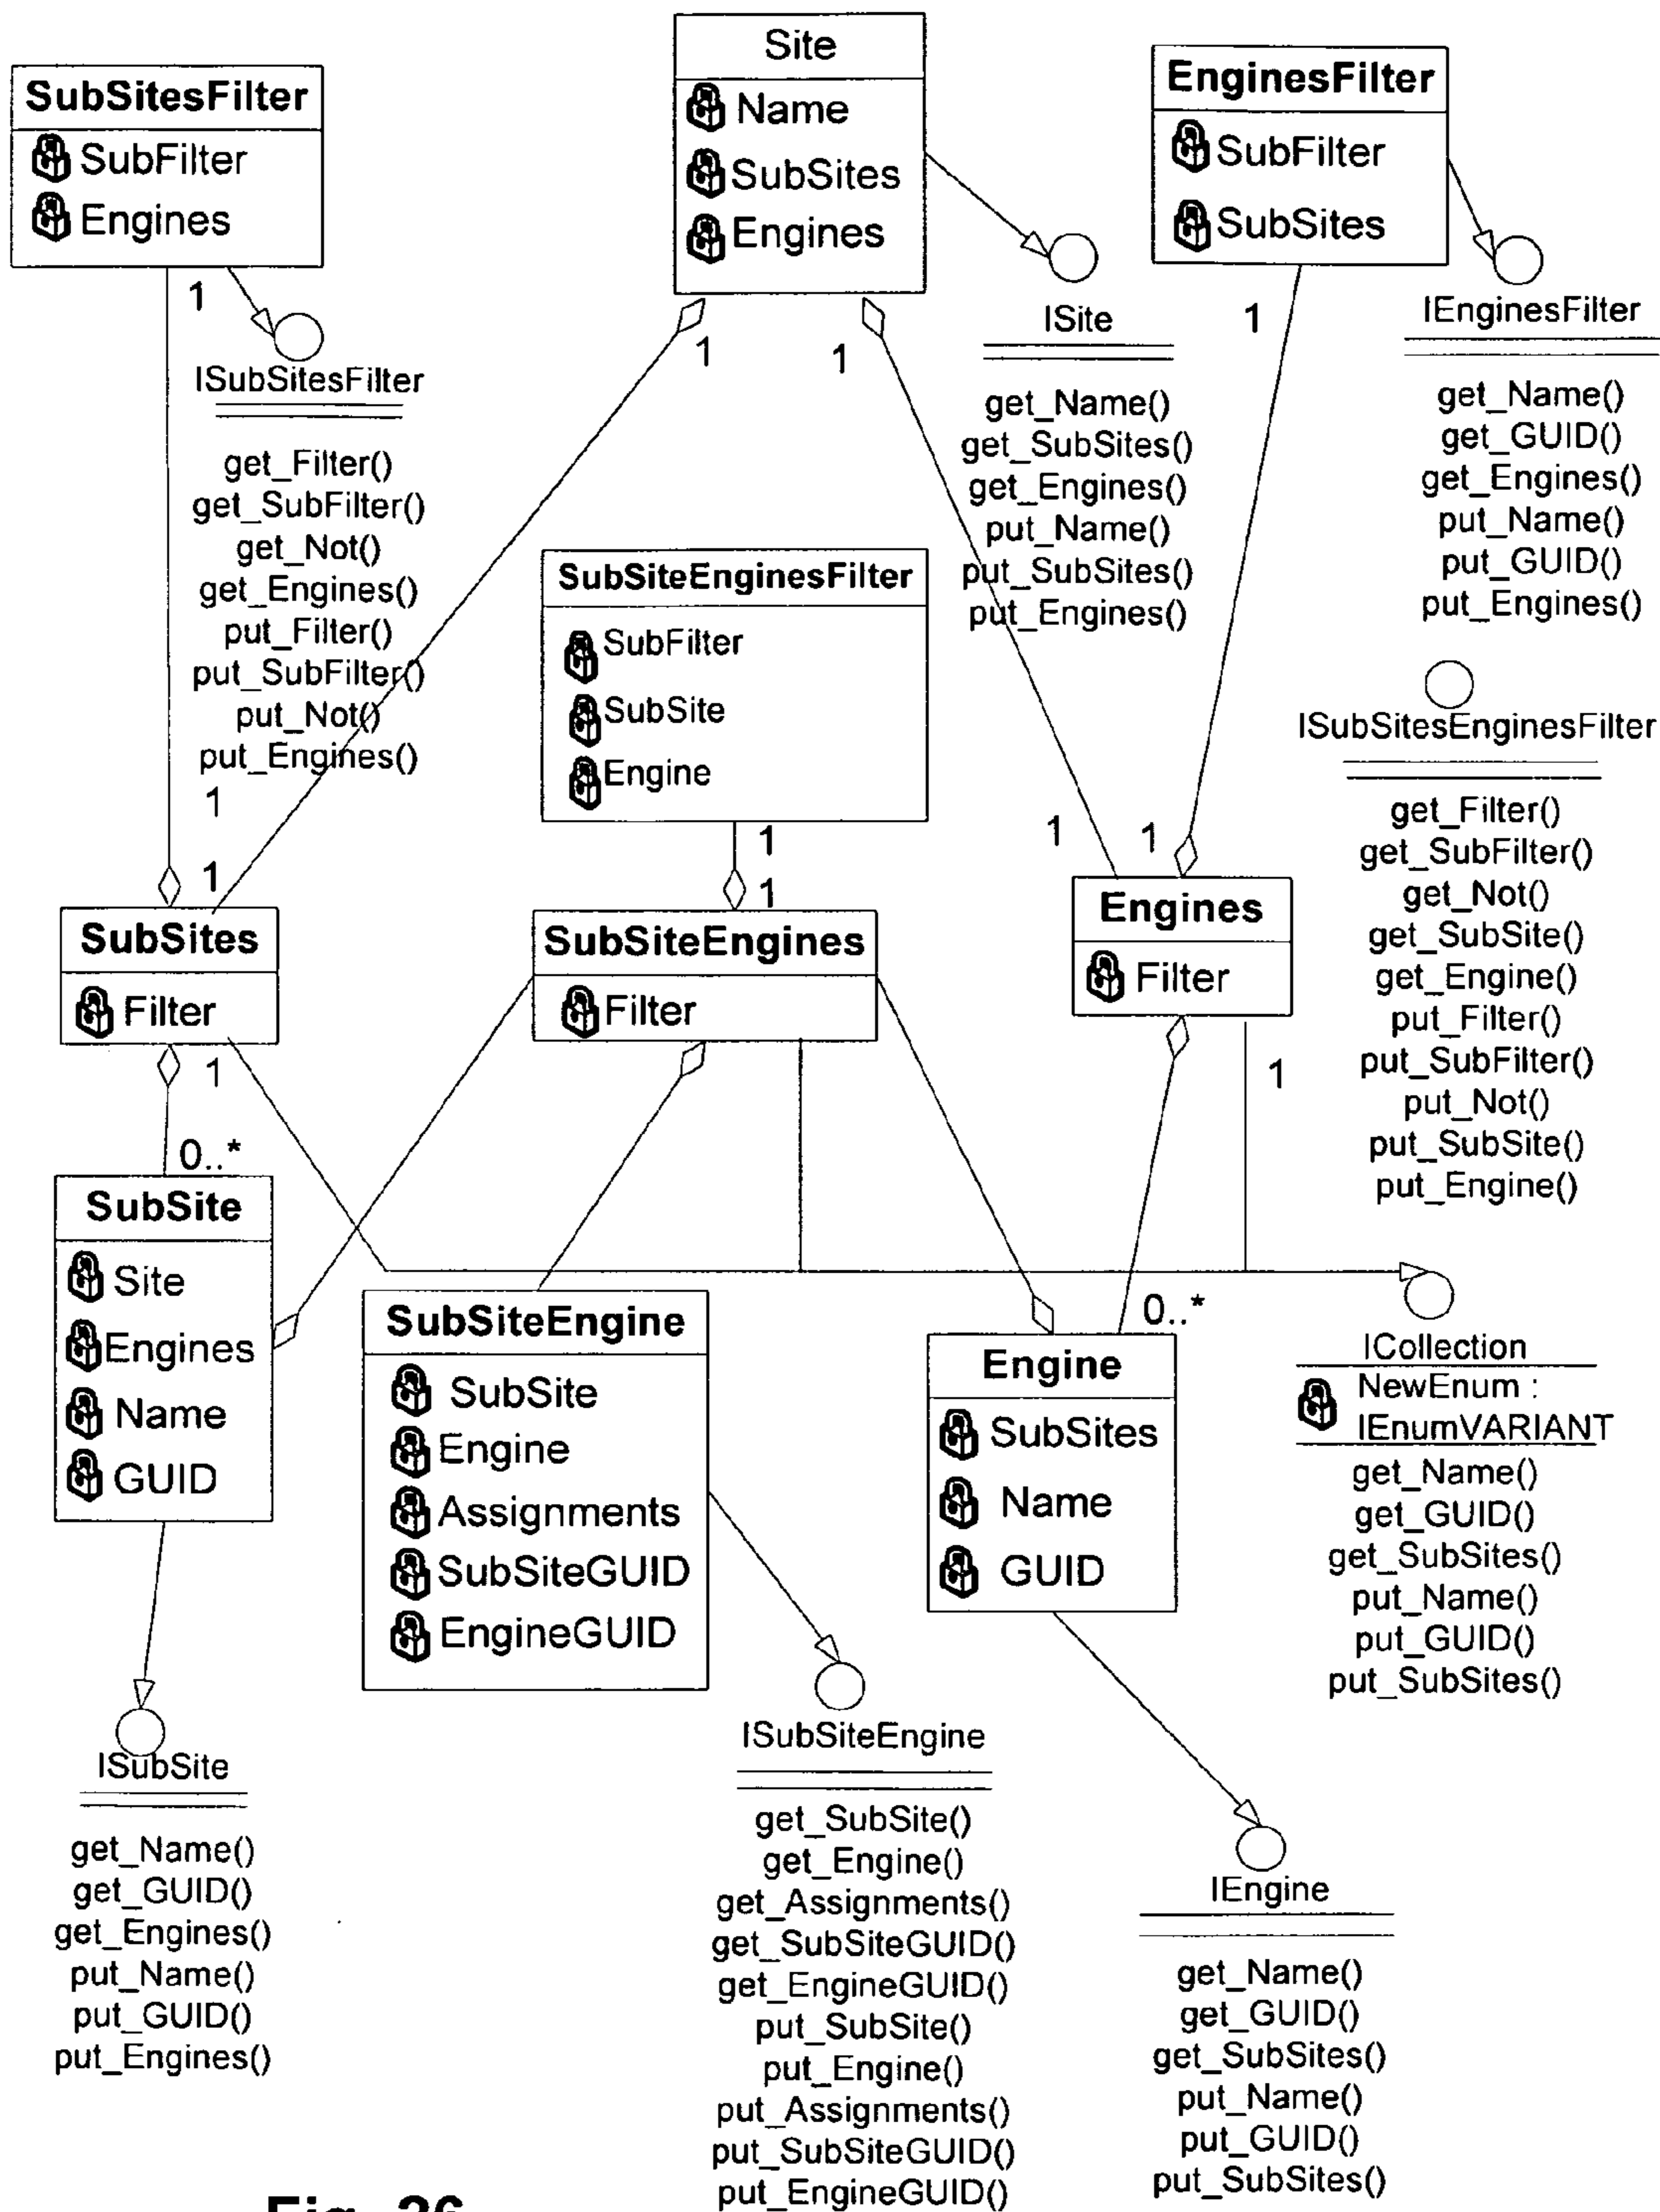 SubSitesFilter
SubFilter
Engines
Site
Name
SubSites
Engines
EnginesFilter
SubFilter
SubSites
1
ISubSitesFilter
get_Filter()
get_SubFilter()
get_Not()
get_Engines()
put_Filter()
put_SubFilter()
put_Not()
put_Engines()
1
1
1
1
ISite
get_Name()
get_SubSites()
get_Engines()
put_Name()
put_SubSites()
put_Engines()
1
IEnginesFilter
get_Name()
get_GUID()
get_Engines()
put_Name()
put_GUID()
put_Engines()
SubSiteEnginesFilter
SubFilter
SubSite
Engine
1
1
1
1
ISubSitesEnginesFilter
get_Filter()
get_SubFilter()
get_Not()
get_SubSite()
get_Engine()
put_Filter()
put_SubFilter()
put_Not()
put_SubSite()
put_Engine()
SubSites
Filter
SubSiteEngines
Filter
Engines
Filter
1
0..*
1
0..*
SubSite
Site
Engines
Name
GUID
SubSiteEngine
SubSite
Engine
Assignments
SubSiteGUID
EngineGUID
Engine
SubSites
Name
GUID
ICollection
NewEnum :
IEnumVARIANT
get_Name()
get_GUID()
get_SubSites()
put_Name()
put_GUID()
put_SubSites()
ISubSite
get_Name()
get_GUID()
get_Engines()
put_Name()
put_GUID()
put_Engines()
ISubSiteEngine
get_SubSite()
get_Engine()
get_Assignments()
get_SubSiteGUID()
get_EngineGUID()
put_SubSite()
put_Engine()
put_Assignments()
put_SubSiteGUID()
put_EngineGUID()
IEngine
get_Name()
get_GUID()
get_SubSites()
put_Name()
put_GUID()
put_SubSites()
Fig. 26